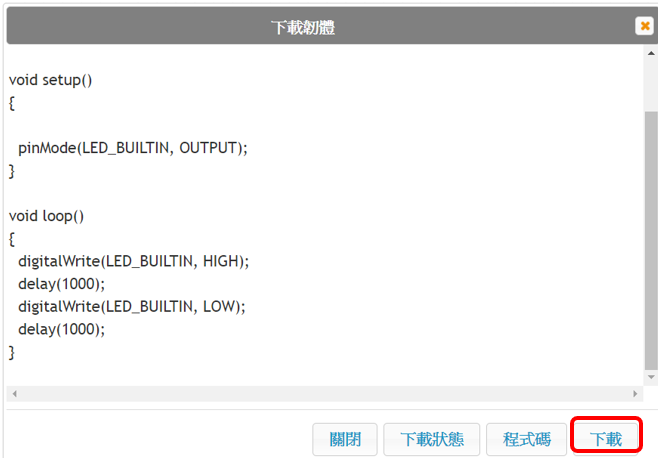 下載韌體
void setup()
{
pinMode(LED_BUILTIN, OUTPUT);
}
void loop()
{
digitalWrite(LED_BUILTIN, HIGH);
delay(1000);
digitalWrite(LED_BUILTIN, LOW);
delay(1000);
}
關閉 下載狀態 程式碼 下載